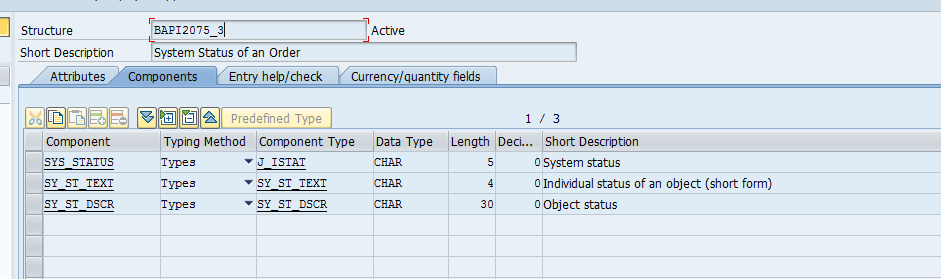 Structure BAPI2075_3 Active
Short Description System Status of an Order
Attributes Components Entry help/check Currency/quantity fields
Predefined Type 1 / 3
Component Typing Method Component Type Data Type Length Deci... Short Description
SYS_STATUS Types J_ISTAT CHAR 5 0 System status
SY_ST_TEXT Types SY_ST_TEXT CHAR 4 0 Individual status of an object (short form)
SY_ST_DSCR Types SY_ST_DSCR CHAR 30 0 Object status